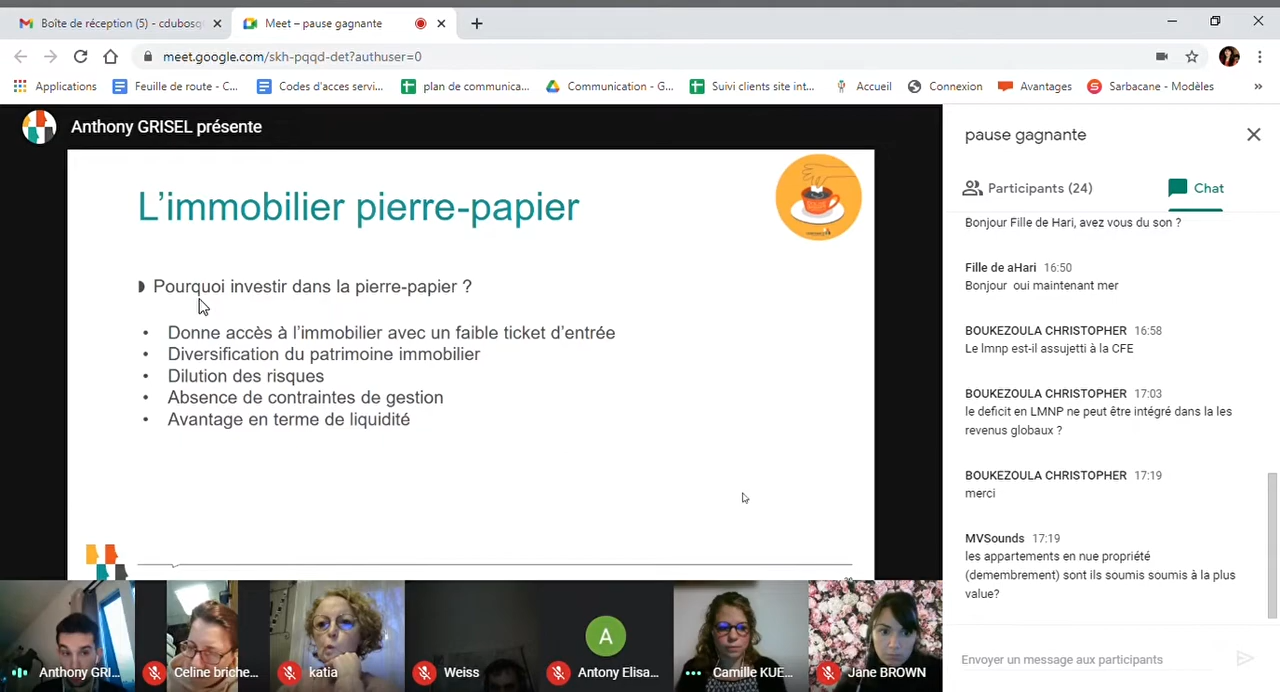 Boîte de réception (5) - cdubosq
Meet – pause gagnante
meet.google.com/skh-pqqd-det?authuser=0
Applications
Feuille de route - C...
Codes d'acces servi...
plan de communica...
Communication - G...
Suivi clients site int...
Accueil
Connexion
Avantages
Sarbacane - Modèles
»
Anthony GRISEL présente
L’immobilier pierre-papier
Pourquoi investir dans la pierre-papier ?
• Donne accès à l’immobilier avec un faible ticket d’entrée
• Diversification du patrimoine immobilier
• Dilution des risques
• Absence de contraintes de gestion
• Avantage en terme de liquidité
Anthony GRI...
Celine briche...
katia
Weiss
A
Antony Elisa...
Camille KUE...
Jane BROWN
pause gagnante
Participants (24)
Chat
Bonjour Fille de Hari, avez vous du son ?
Fille de aHari 16:50
Bonjour oui maintenant mer
BOUKEZOULA CHRISTOPHER 16:58
Le lmnp est-il assujetti à la CFE
BOUKEZOULA CHRISTOPHER 17:03
le deficit en LMNP ne peut être intégré dans la les
revenus globaux ?
BOUKEZOULA CHRISTOPHER 17:19
merci
MVSounds 17:19
les appartements en nue propriété
(demembrement) sont ils soumis soumis à la plus
value?
Envoyer un message aux participants